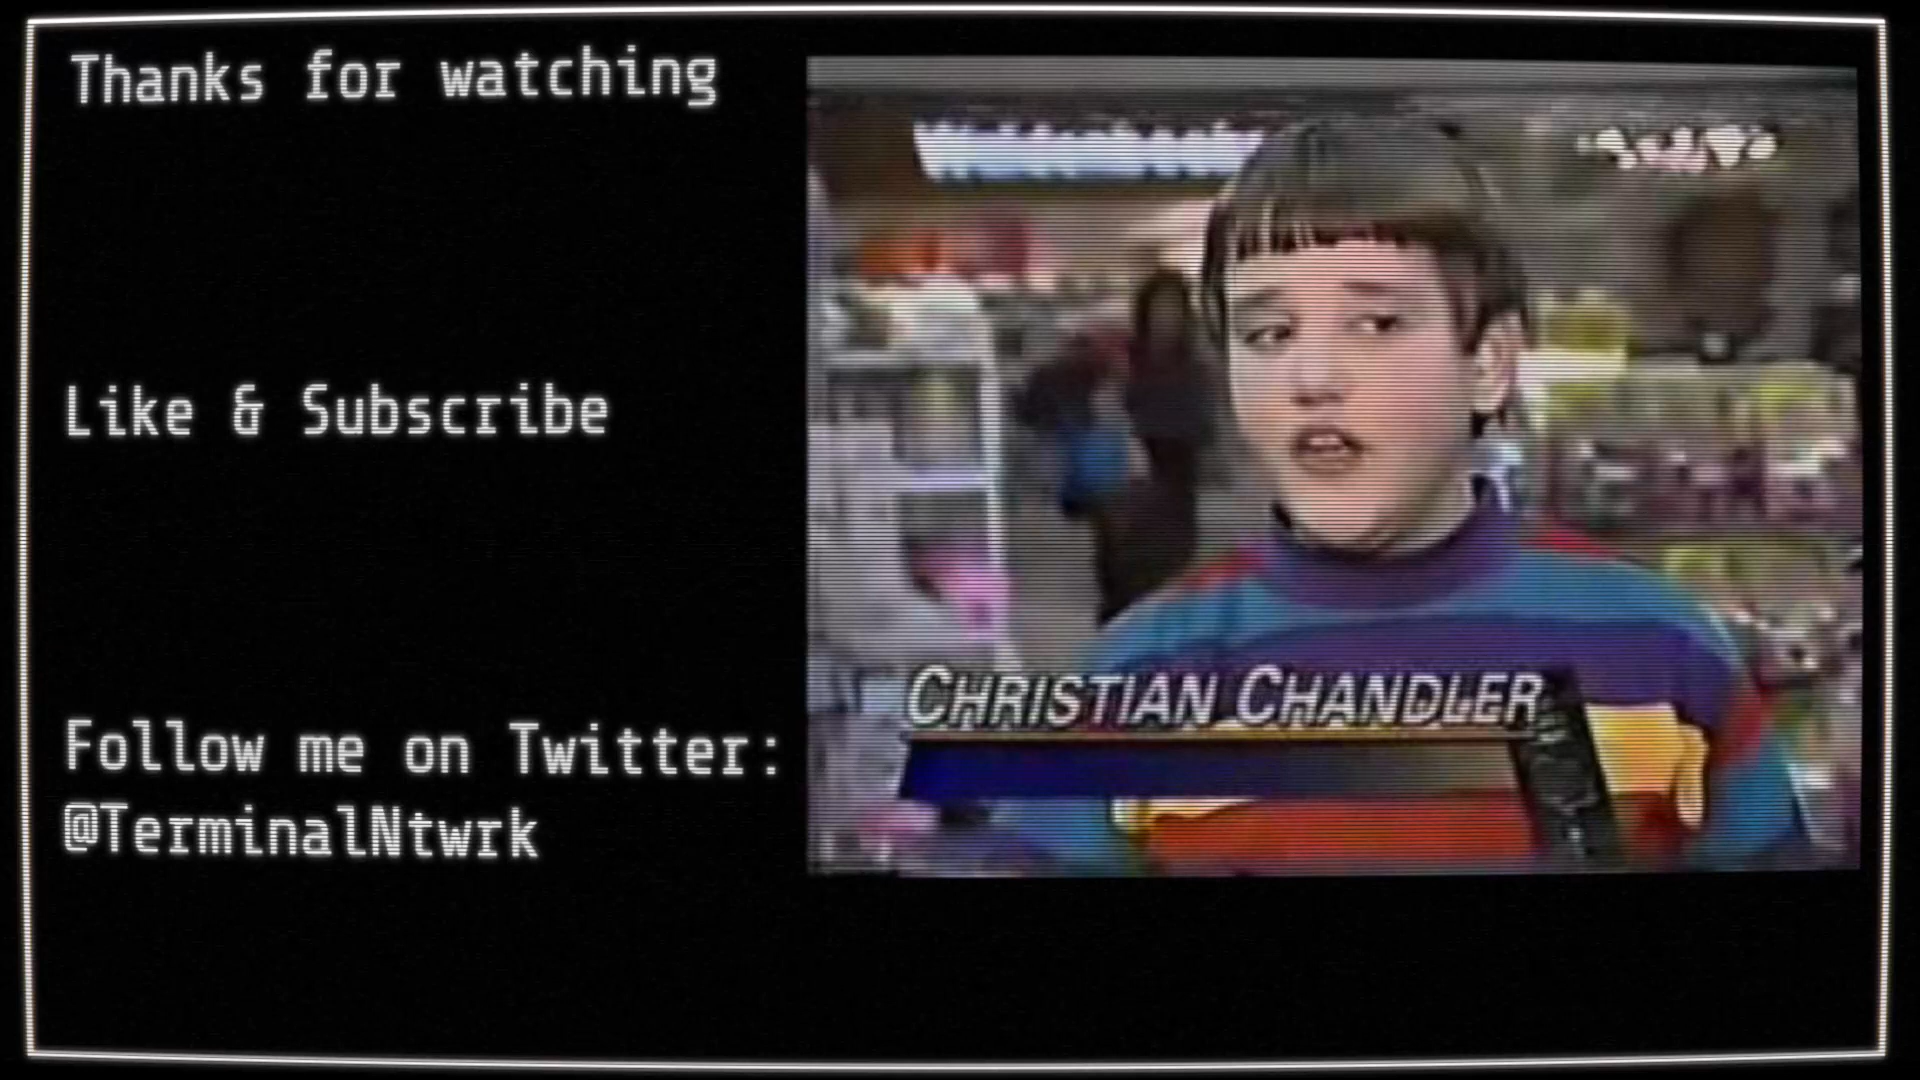 Thanks for watching
Like & Subscribe
Follow me on Twitter:
@TerminalNtwrk
CHRISTIAN CHANDLER